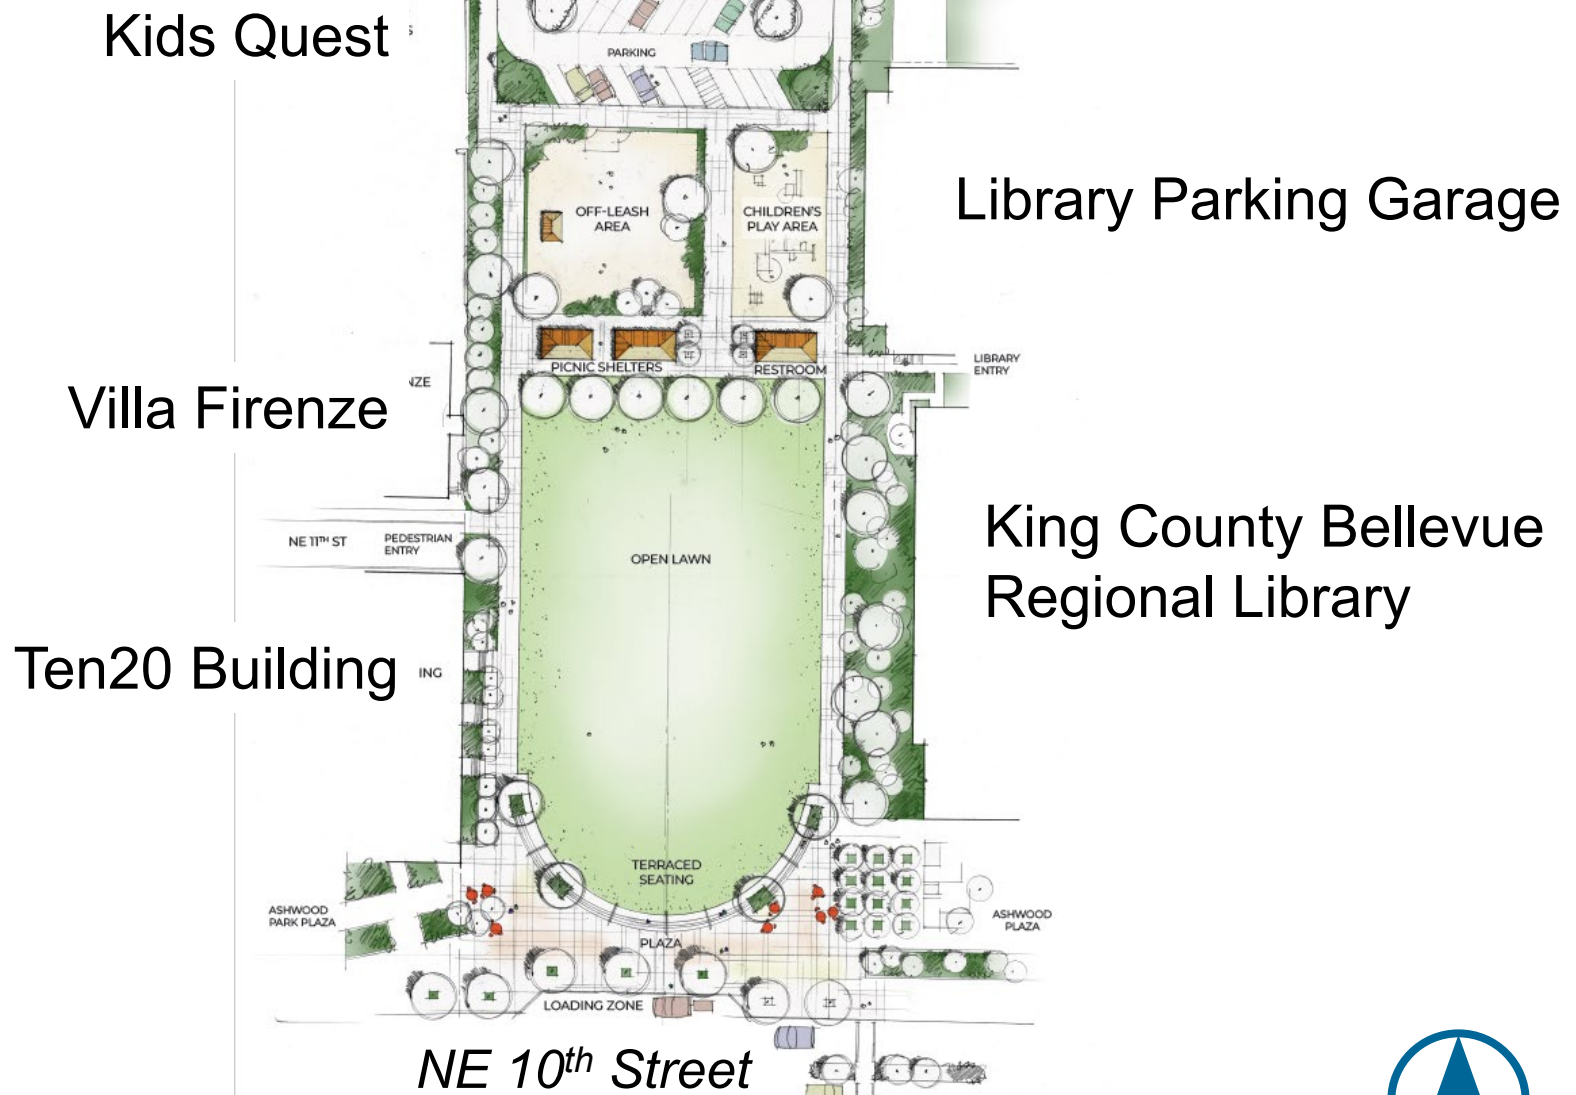 Kids Quest
PARKING
OFF-LEASH
AREA
CHILDREN'S
PLAY AREA
Library Parking Garage
PICNIC SHELTERS
RESTROOM
LIBRARY
ENTRY
Villa Firenze
NZE
NE 11TH ST
PEDESTRIAN
ENTRY
OPEN LAWN
King County Bellevue
Regional Library
Ten20 Building
ING
TERRACED
SEATING
ASHWOOD
PARK PLAZA
ASHWOOD
PLAZA
PLAZA
LOADING ZONE
NE 10th Street